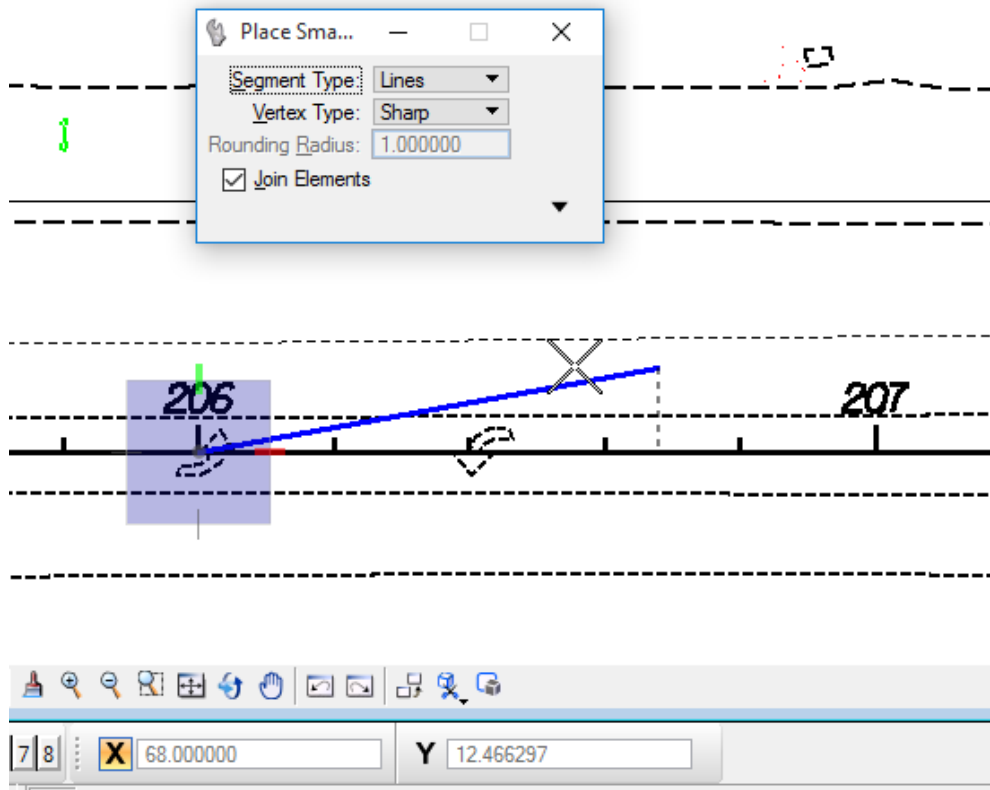 Place Sma...
Segment Type: Lines
Vertex Type: Sharp
Rounding Radius: 1.000000
Join Elements
206
207
7 8 X 68.000000 Y 12.466297